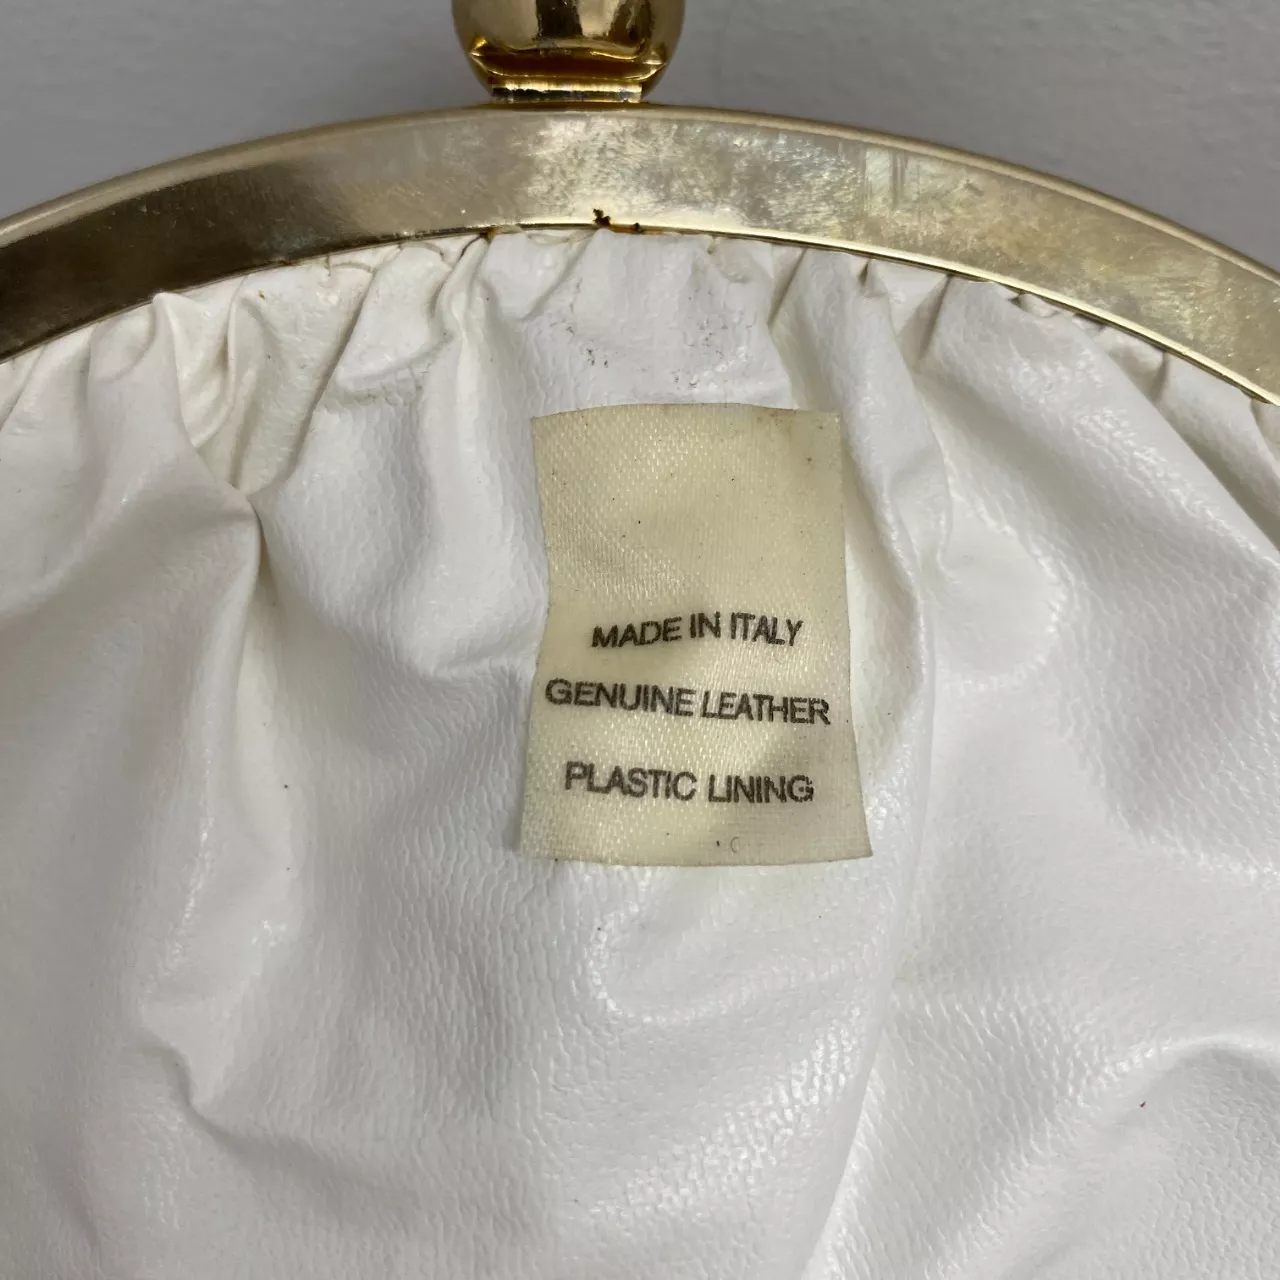 MADE IN ITALY
GENUINE LEATHER
PLASTIC LINING